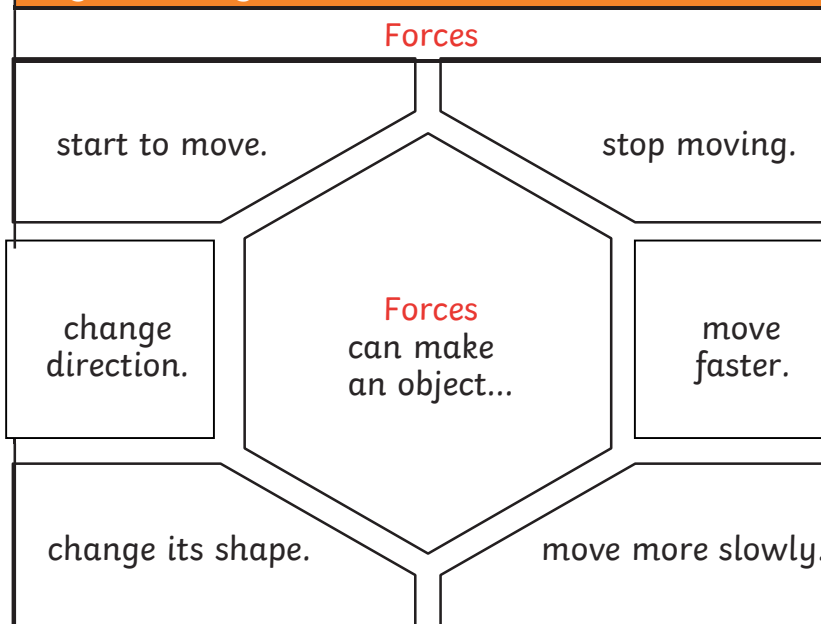 Forces
start to move.
stop moving.
Forces
can make
an object...
change
direction.
move
faster.
change its shape.
move more slowly.